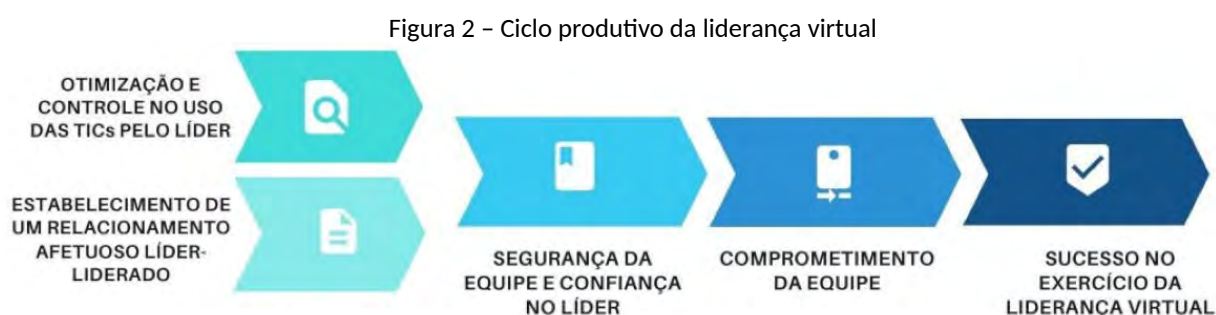 Figura 2 – Ciclo produtivo da liderança virtual
OTIMIZAÇÃO E
CONTROLE NO USO
DAS TICs PELO LÍDER
ESTABELECIMENTO DE
UM RELACIONAMENTO
AFETUOSO LÍDER-
LIDERADO
SEGURANÇA DA
EQUIPE E CONFIANÇA
NO LÍDER
COMPROMETIMENTO
DA EQUIPE
SUCESSO NO
EXERCÍCIO DA
LIDERANÇA VIRTUAL